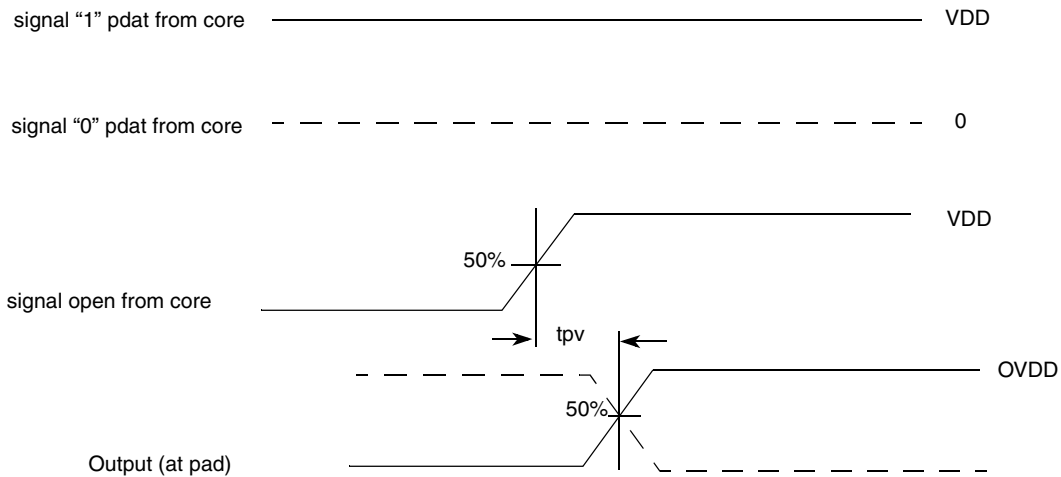 signal “1” pdat from core VDD
signal “0” pdat from core 0
VDD
50%
signal open from core
tpv
OVDD
50%
Output (at pad)